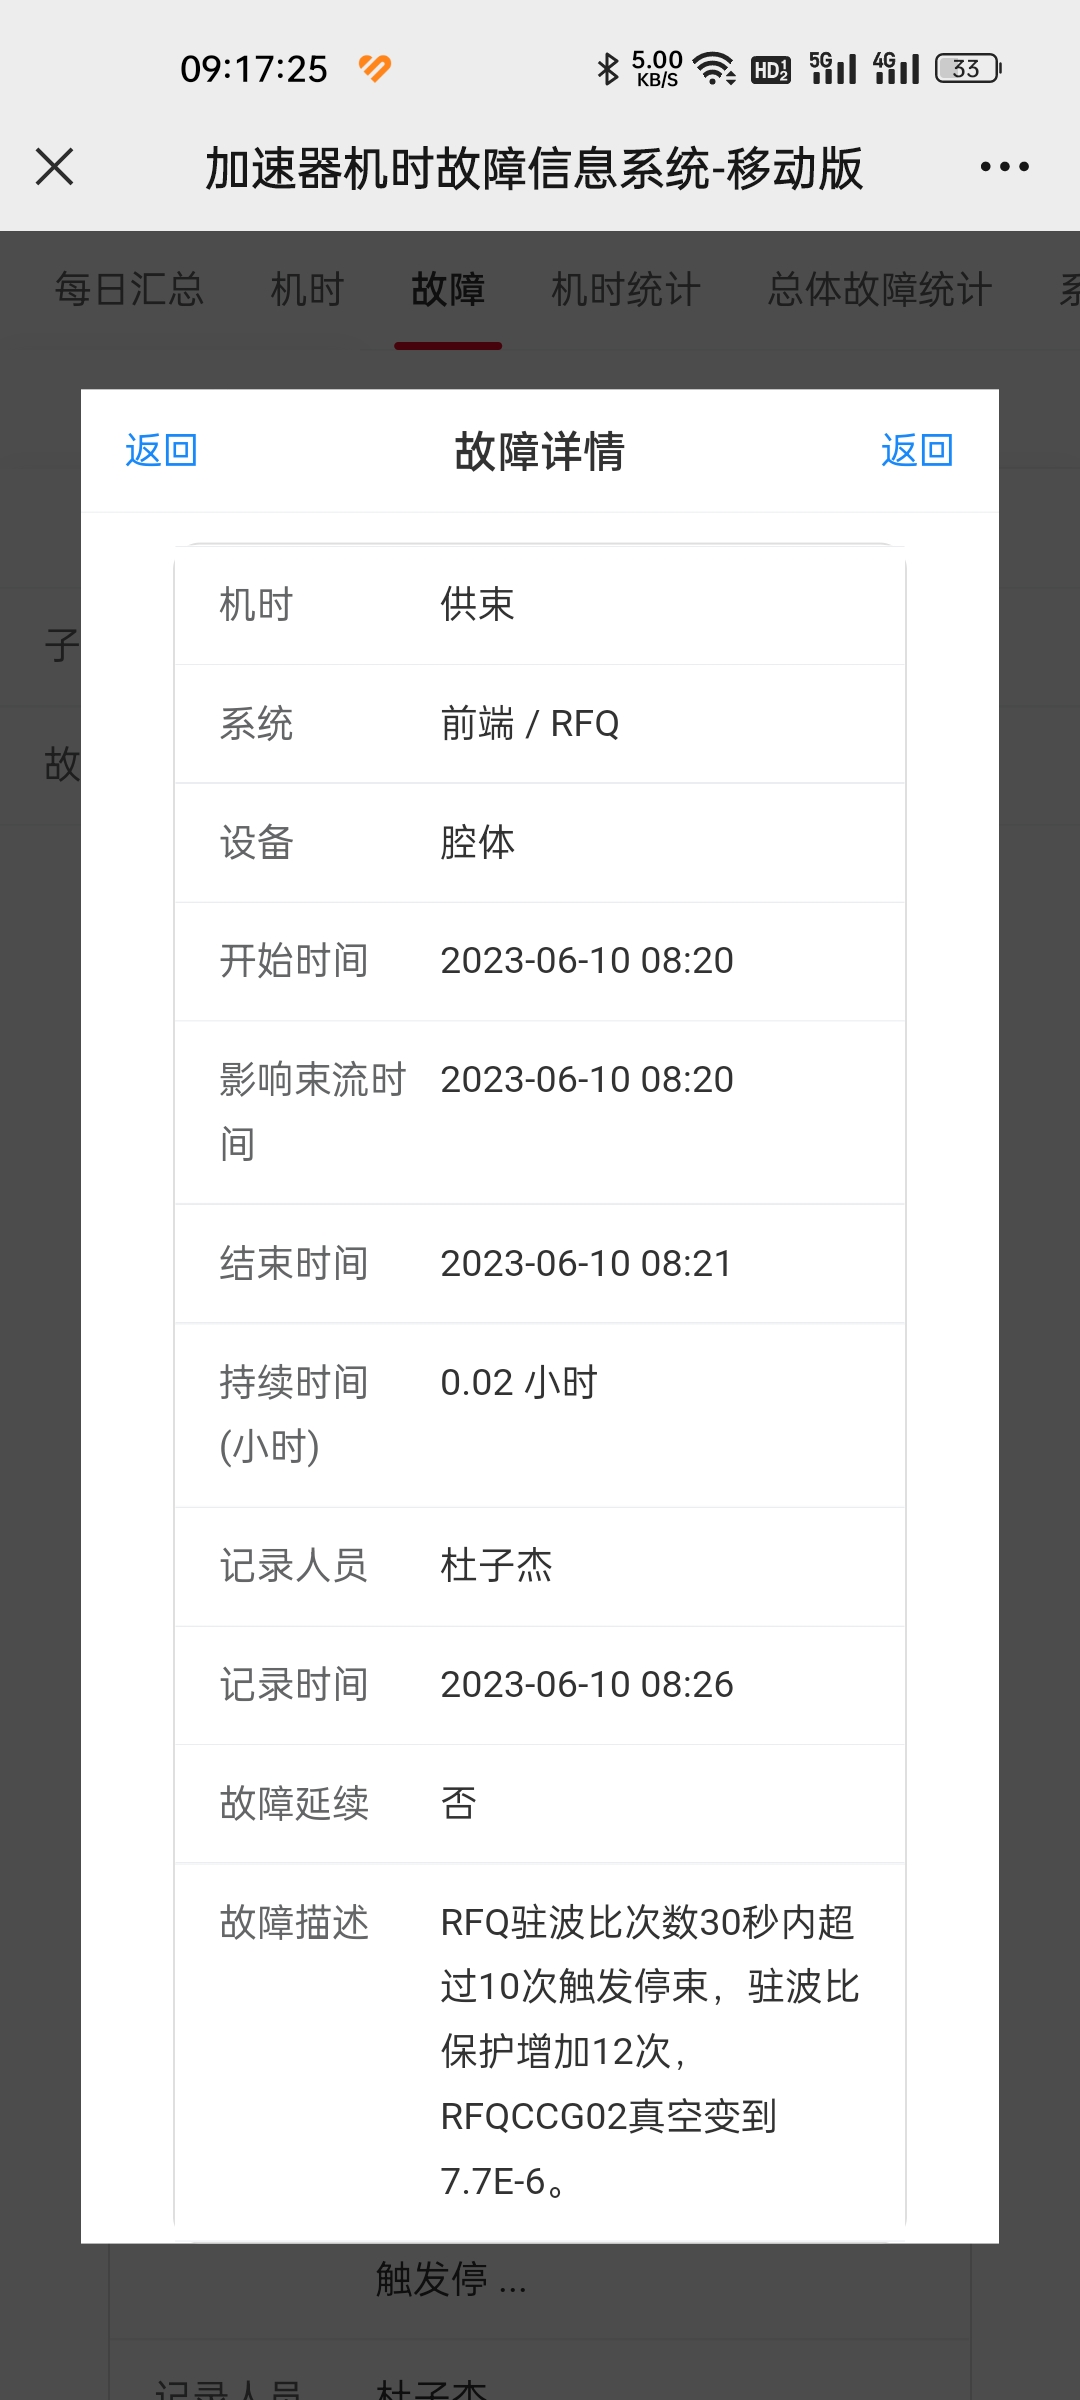 09:17:25
5.00 KB/S
HD 1 2
5G
4G
33
加速器机时故障信息系统-移动版
每日汇总 机时 故障 机时统计 总体故障统计 系
返回 故障详情 返回
机时 供束
系统 前端 / RFQ
子
故
设备 腔体
开始时间 2023-06-10 08:20
影响束流时 2023-06-10 08:20
间
结束时间 2023-06-10 08:21
持续时间 0.02 小时
(小时)
记录人员 杜子杰
记录时间 2023-06-10 08:26
故障延续 否
故障描述 RFQ驻波比次数30秒内超
过10次触发停束，驻波比
保护增加12次，
RFQCCG02真空变到
7.7E-6。
触发停 ...
记录人员 杜子杰